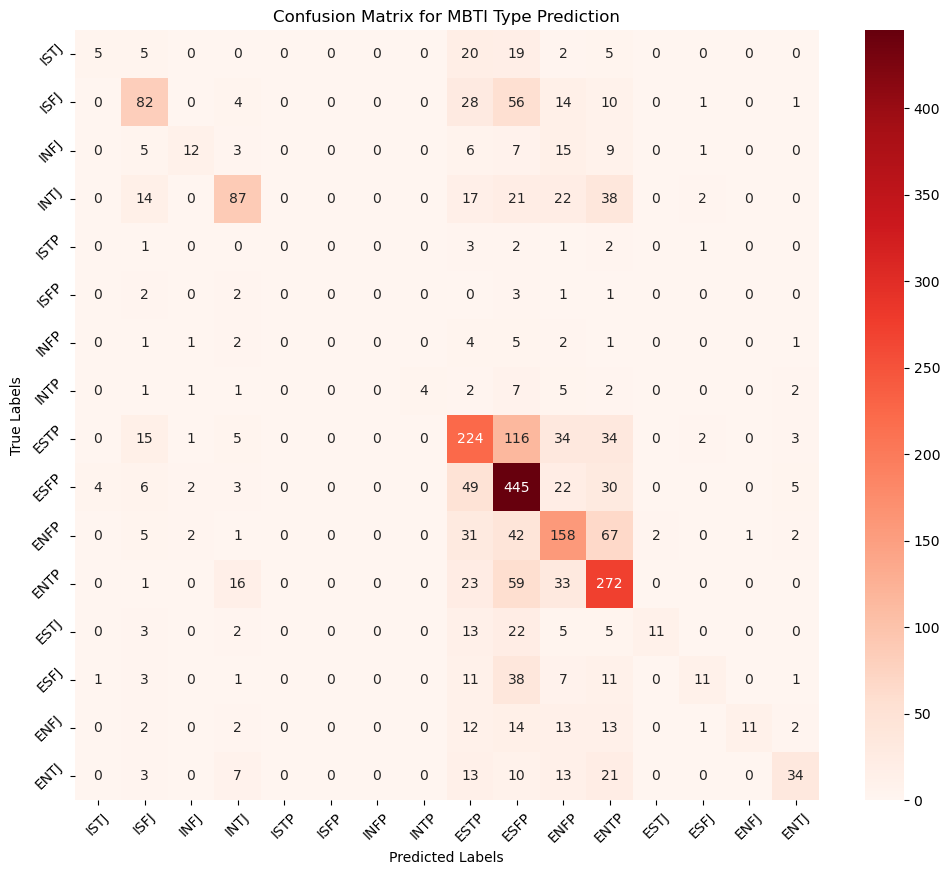 Confusion Matrix for MBTI Type Prediction
True Labels
ISTJ 5 5 0 0 0 0 0 0 20 19 2 5 0 0 0 0
ISFJ 0 82 0 4 0 0 0 0 28 56 14 10 0 1 0 1
INFJ 0 5 12 3 0 0 0 0 6 7 15 9 0 1 0 0
INTJ 0 14 0 87 0 0 0 0 17 21 22 38 0 2 0 0
ISTP 0 1 0 0 0 0 0 0 3 2 1 2 0 1 0 0
ISFP 0 2 0 2 0 0 0 0 0 3 1 1 0 0 0 0
INFP 0 1 1 2 0 0 0 0 4 5 2 1 0 0 0 1
INTP 0 1 1 1 0 0 0 4 2 7 5 2 0 0 0 2
ESTP 0 15 1 5 0 0 0 0 224 116 34 34 0 2 0 3
ESFP 4 6 2 3 0 0 0 0 49 445 22 30 0 0 0 5
ENFP 0 5 2 1 0 0 0 0 31 42 158 67 2 0 1 2
ENTP 0 1 0 16 0 0 0 0 23 59 33 272 0 0 0 0
ESTJ 0 3 0 2 0 0 0 0 13 22 5 5 11 0 0 0
ESFJ 1 3 0 1 0 0 0 0 11 38 7 11 0 11 0 1
ENFJ 0 2 0 2 0 0 0 0 12 14 13 13 0 1 11 2
ENTJ 0 3 0 7 0 0 0 0 13 10 13 21 0 0 0 34
ISTJ ISFJ INFJ INTJ ISTP ISFP INFP INTP ESTP ESFP ENFP ENTP ESTJ ESFJ ENFJ ENTJ
Predicted Labels
400
350
300
250
200
150
100
50
0